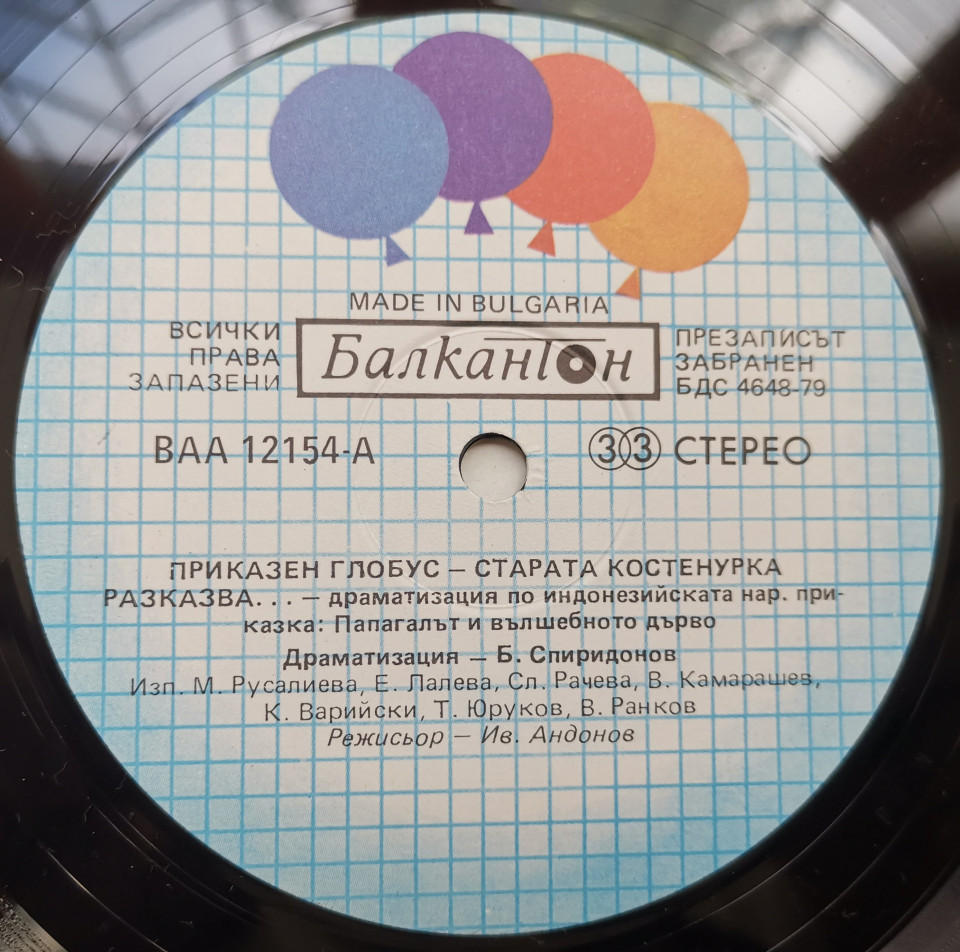 MADE IN BULGARIA
ВСИЧКИ
ПРАВА
ЗАПАЗЕНИ
Балкантон
ПРЕЗАПИСЪТ
ЗАБРАНЕН
БДС 4648-79
ВАА 12154-А
33 СТЕРЕО
ПРИКАЗЕН ГЛОБУС – СТАРАТА КОСТЕНУРКА
РАЗКАЗВА. . . – драматизация по индонезийската нар. при-
казка: Папагалът и вълшебното дърво
Драматизация – Б. Спиридонов
Изп. М. Русалиева, Е. Лалева, Сл. Рачева, В. Камарашев,
К. Варийски, Т. Юруков, В. Ранков
Режисьор – Ив. Андонов